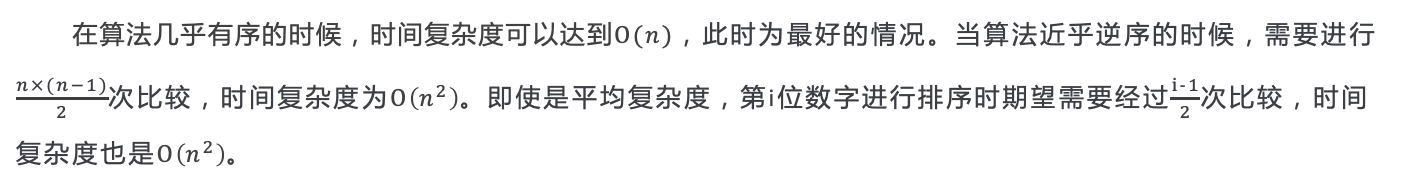 在算法几乎有序的时候，时间复杂度可以达到O(n)，此时为最好的情况。当算法近乎逆序的时候，需要进行
\frac{n×(n−1)}{2}次比较，时间复杂度为O(n²)。即使是平均复杂度，第i位数字进行排序时期望需要经过\frac{i-1}{2}次比较，时间
复杂度也是O(n²)。